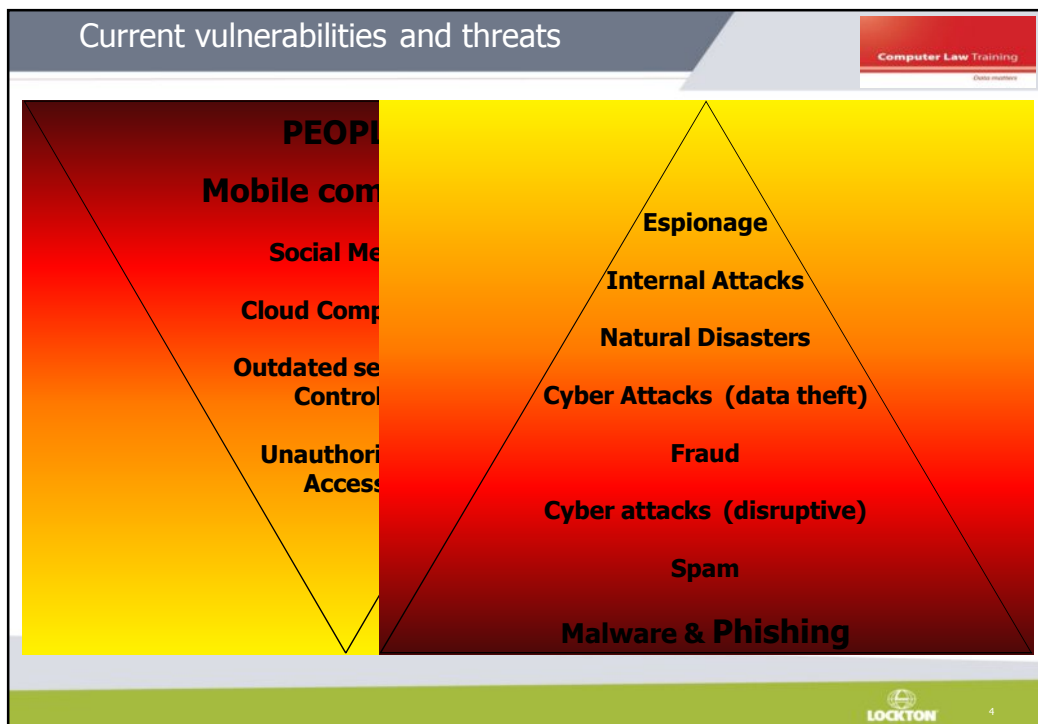 Current vulnerabilities and threats
Computer Law Training
Data matters
PEOPL
Mobile com
Social Me
Cloud Comp
Outdated se
Control
Unauthori
Access
Espionage
Internal Attacks
Natural Disasters
Cyber Attacks (data theft)
Fraud
Cyber attacks (disruptive)
Spam
Malware & Phishing
LOCKTON
4